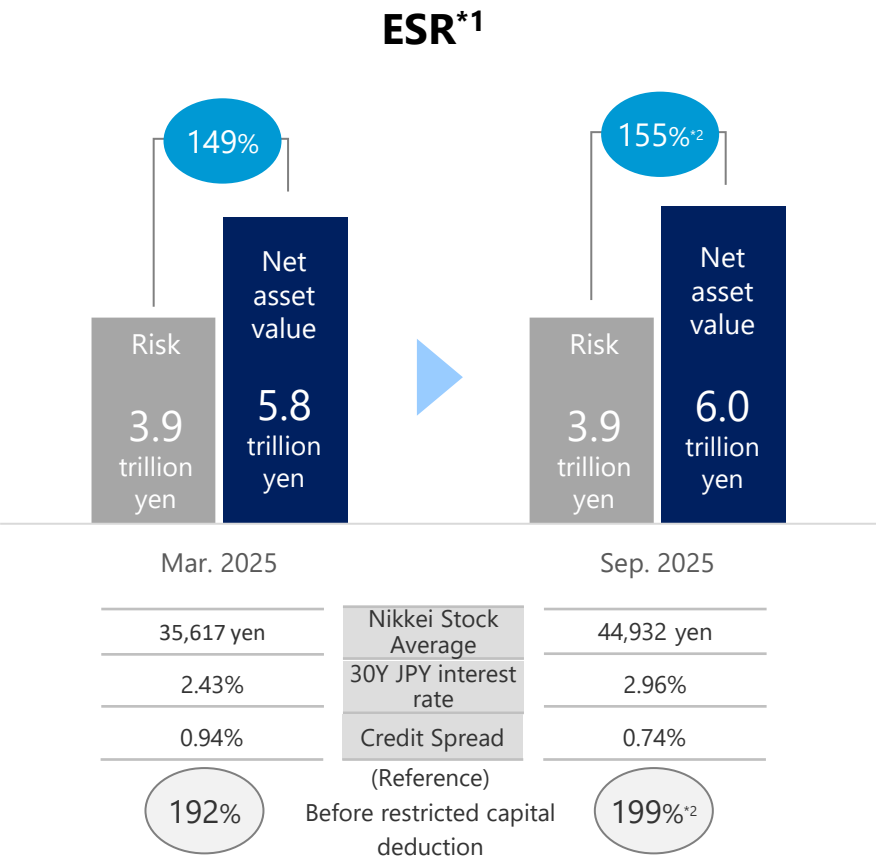 ESR*1
149%
155%*2
Risk
3.9
trillion
yen
Net
asset
value
5.8
trillion
yen
Risk
3.9
trillion
yen
Net
asset
value
6.0
trillion
yen
Mar. 2025
Sep. 2025
35,617 yen
Nikkei Stock
Average
44,932 yen
2.43%
30Y JPY interest
rate
2.96%
0.94%
Credit Spread
0.74%
192%
(Reference)
Before restricted capital
deduction
199%*2